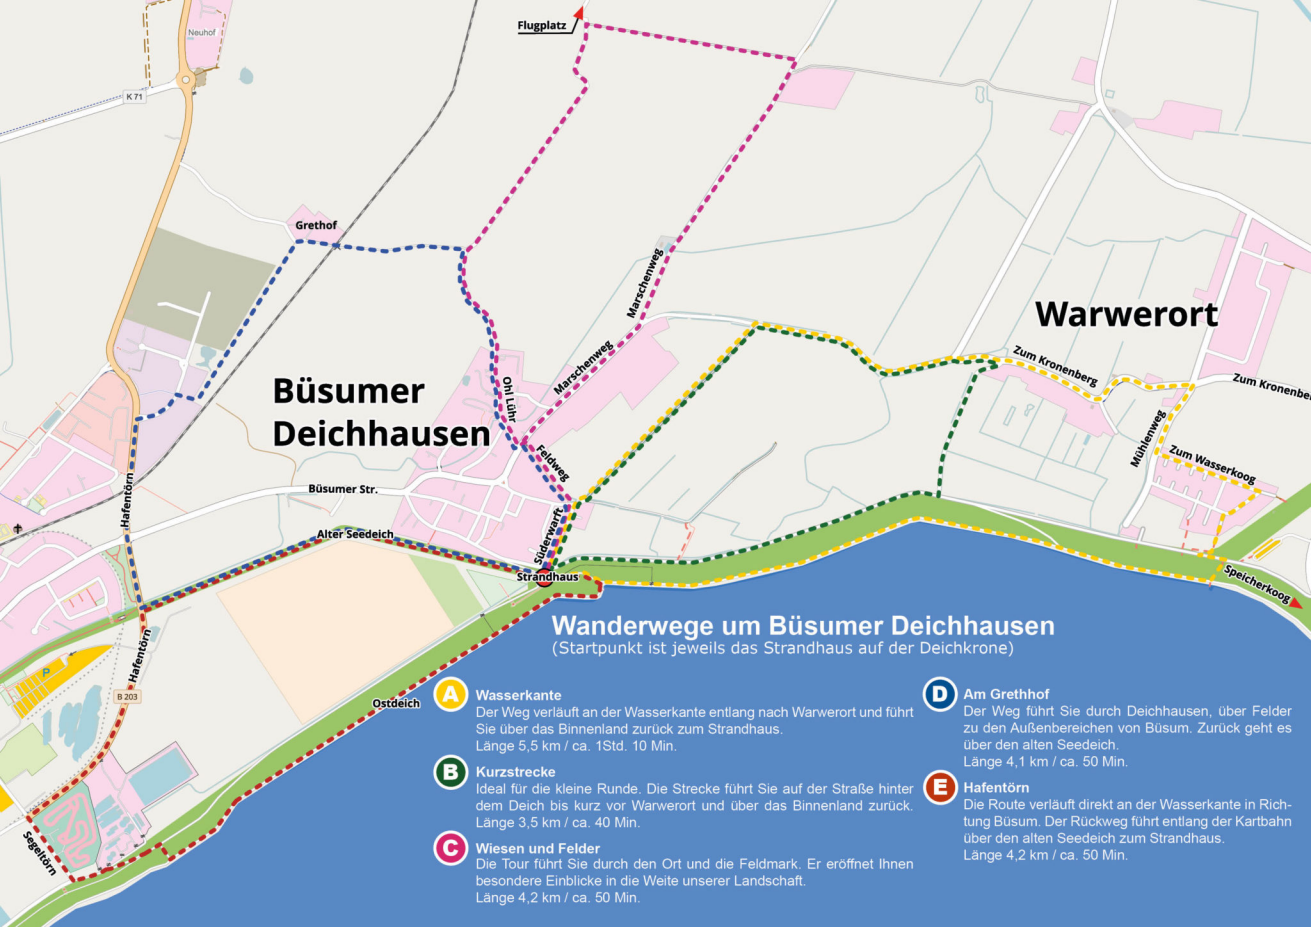 Flugplatz
Neuhof
K 71
Grethof
Marschenweg
Warwerort
Zum Kronenberg
Zum Kronenbe
Büsumer
Deichhausen
Ohl Lühr
Marschenweg
Mühlenweg
Feldweg
Zum Wasserkoog
Büsumer Str.
Hafentörn
Alter Seedeich
Süderwarft
Strandhaus
Speicherkoog
Hafentörn
P
B 203
Ostdeich
Segeltörn
Wanderwege um Büsumer Deichhausen
(Startpunkt ist jeweils das Strandhaus auf der Deichkrone)
A
Wasserkante
Der Weg verläuft an der Wasserkante entlang nach Warwerort und führt
Sie über das Binnenland zurück zum Strandhaus.
Länge 5,5 km / ca. 1Std. 10 Min.
B
Kurzstrecke
Ideal für die kleine Runde. Die Strecke führt Sie auf der Straße hinter
dem Deich bis kurz vor Warwerort und über das Binnenland zurück.
Länge 3,5 km / ca. 40 Min.
C
Wiesen und Felder
Die Tour führt Sie durch den Ort und die Feldmark. Er eröffnet Ihnen
besondere Einblicke in die Weite unserer Landschaft.
Länge 4,2 km / ca. 50 Min.
D
Am Grethhof
Der Weg führt Sie durch Deichhausen, über Felder
zu den Außenbereichen von Büsum. Zurück geht es
über den alten Seedeich.
Länge 4,1 km / ca. 50 Min.
E
Hafentörn
Die Route verläuft direkt an der Wasserkante in Rich-
tung Büsum. Der Rückweg führt entlang der Kartbahn
über den alten Seedeich zum Strandhaus.
Länge 4,2 km / ca. 50 Min.